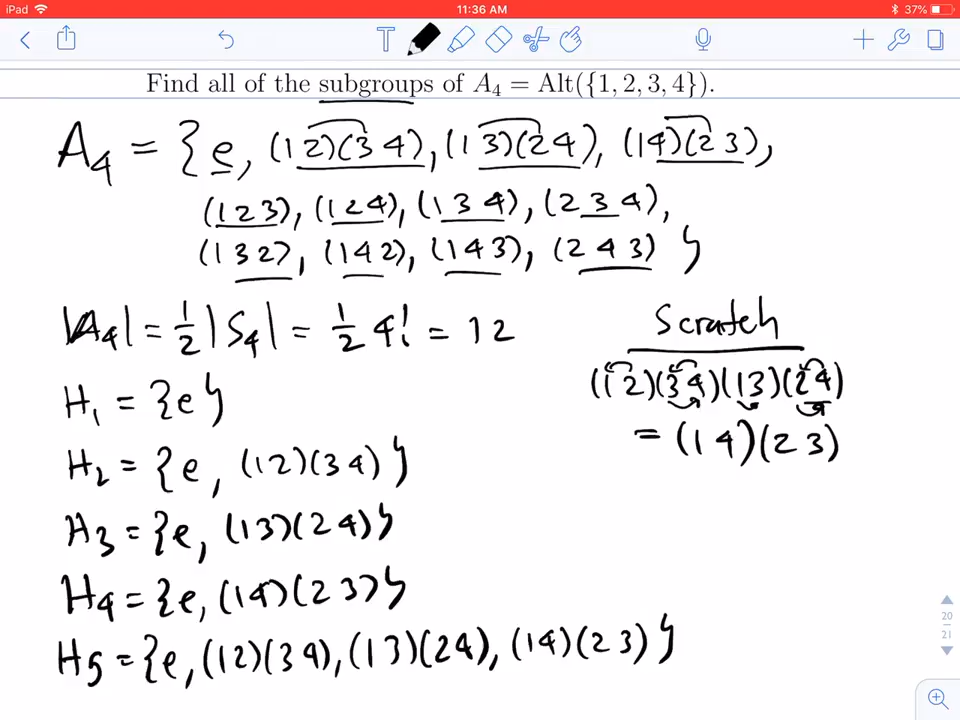 iPad 11:36 AM 37%
T
Find all of the subgroups of A₄ = Alt({1, 2, 3, 4}).
A₄ = {e, (12)(34), (13)(24), (14)(23),
(123), (124), (134), (234),
(132), (142), (143), (243)}
|A₄| = 1/2 |S₄| = 1/2 4! = 12
H₁ = {e}
H₂ = {e, (12)(34)}
H₃ = {e, (13)(24)}
H₄ = {e, (14)(23)}
H₅ = {e, (12)(34), (13)(24), (14)(23)}
Scratch
(12)(34)(13)(24)
= (14)(23)
20
21